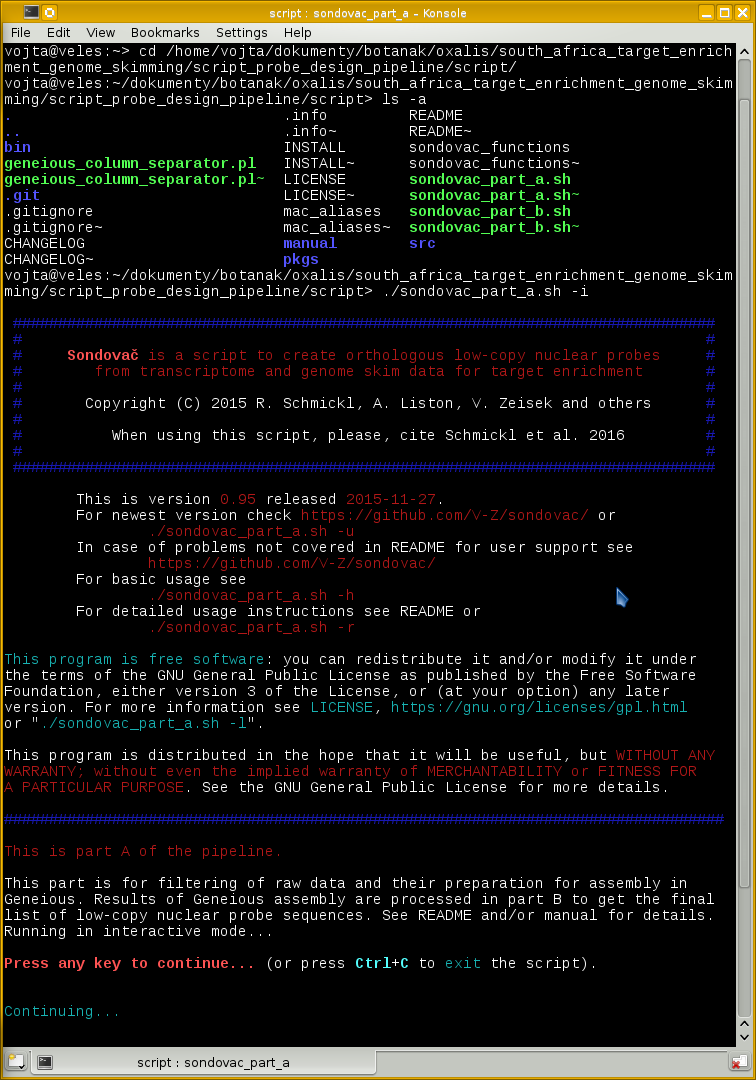 script : sondovac_part_a – Konsole
File Edit View Bookmarks Settings Help
vojta@veles:~> cd /home/vojta/dokumenty/botanak/oxalis/south_africa_target_enrich
ment_genome_skimming/script_probe_design_pipeline/script/
vojta@veles:~/dokumenty/botanak/oxalis/south_africa_target_enrichment_genome_skim
ming/script_probe_design_pipeline/script> ls -a
. .info README
.. .info~ README~
bin INSTALL sondovac_functions
geneious_column_separator.pl INSTALL~ sondovac_functions~
geneious_column_separator.pl~ LICENSE sondovac_part_a.sh
.git LICENSE~ sondovac_part_a.sh~
.gitignore mac_aliases sondovac_part_b.sh
.gitignore~ mac_aliases~ sondovac_part_b.sh~
CHANGELOG manual src
CHANGELOG~ pkgs
vojta@veles:~/dokumenty/botanak/oxalis/south_africa_target_enrichment_genome_skim
ming/script_probe_design_pipeline/script> ./sondovac_part_a.sh -i
##############################################################################
# #
# Sondovač is a script to create orthologous low-copy nuclear probes #
# from transcriptome and genome skim data for target enrichment #
# #
# Copyright (C) 2015 R. Schmickl, A. Liston, V. Zeisek and others #
# #
# When using this script, please, cite Schmickl et al. 2016 #
# #
##############################################################################
This is version 0.95 released 2015-11-27.
For newest version check https://github.com/V-Z/sondovac/ or
./sondovac_part_a.sh -u
In case of problems not covered in README for user support see
https://github.com/V-Z/sondovac/
For basic usage see
./sondovac_part_a.sh -h
For detailed usage instructions see README or
./sondovac_part_a.sh -r
This program is free software: you can redistribute it and/or modify it under
the terms of the GNU General Public License as published by the Free Software
Foundation, either version 3 of the License, or (at your option) any later
version. For more information see LICENSE, https://gnu.org/licenses/gpl.html
or "./sondovac_part_a.sh -l".
This program is distributed in the hope that it will be useful, but WITHOUT ANY
WARRANTY; without even the implied warranty of MERCHANTABILITY or FITNESS FOR
A PARTICULAR PURPOSE. See the GNU General Public License for more details.
################################################################################
This is part A of the pipeline.
This part is for filtering of raw data and their preparation for assembly in
Geneious. Results of Geneious assembly are processed in part B to get the final
list of low-copy nuclear probe sequences. See README and/or manual for details.
Running in interactive mode...
Press any key to continue... (or press Ctrl+C to exit the script).
Continuing...
script : sondovac_part_a